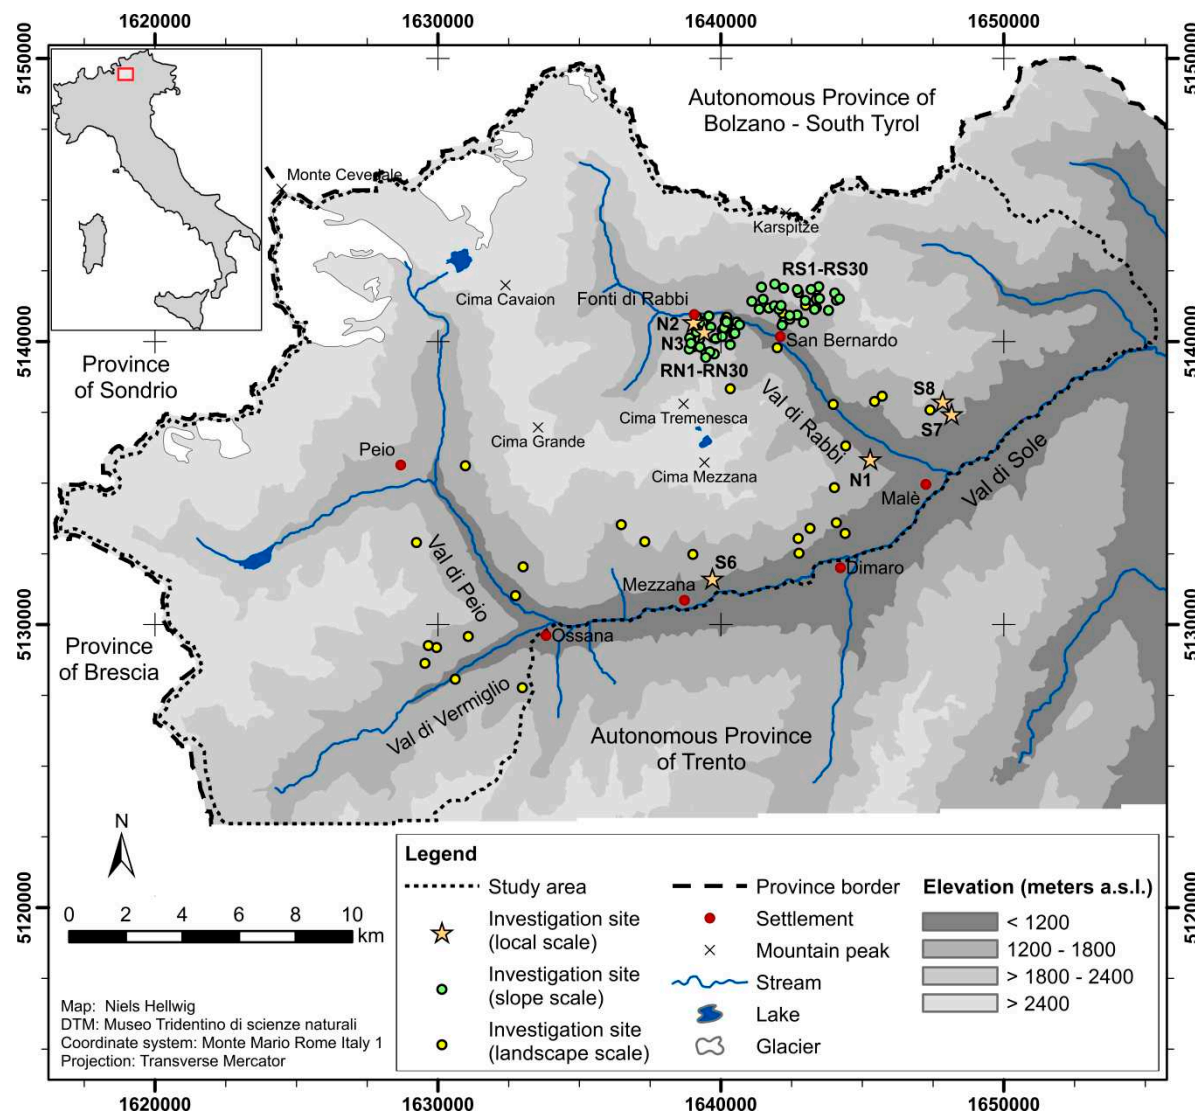 1620000
1630000
1640000
1650000
5150000
5150000
Autonomous Province of
Bolzano - South Tyrol
Monte Cevedale
Karspitze
RS1-RS30
Cima Cavaion
Fonti di Rabbi
N2
N3
San Bernardo
5140000
5140000
RN1-RN30
Province
of Sondrio
S8
S7
Cima Tremenesca
Val di Rabbi
Cima Grande
Peio
Cima Mezzana
N1
Val di Sole
Malè
Val di Peio
S6
Mezzana
Dimaro
5130000
5130000
Ossana
Province
of Brescia
Val di Vermiglio
Autonomous Province
of Trento
N
0 2 4 6 8 10
km
5120000
5120000
Legend
Study area
Investigation site
(local scale)
Investigation site
(slope scale)
Investigation site
(landscape scale)
Province border
Settlement
Mountain peak
Stream
Lake
Glacier
Elevation (meters a.s.l.)
< 1200
1200 - 1800
> 1800 - 2400
> 2400
Map: Niels Hellwig
DTM: Museo Tridentino di scienze naturali
Coordinate system: Monte Mario Rome Italy 1
Projection: Transverse Mercator
1620000
1630000
1640000
1650000